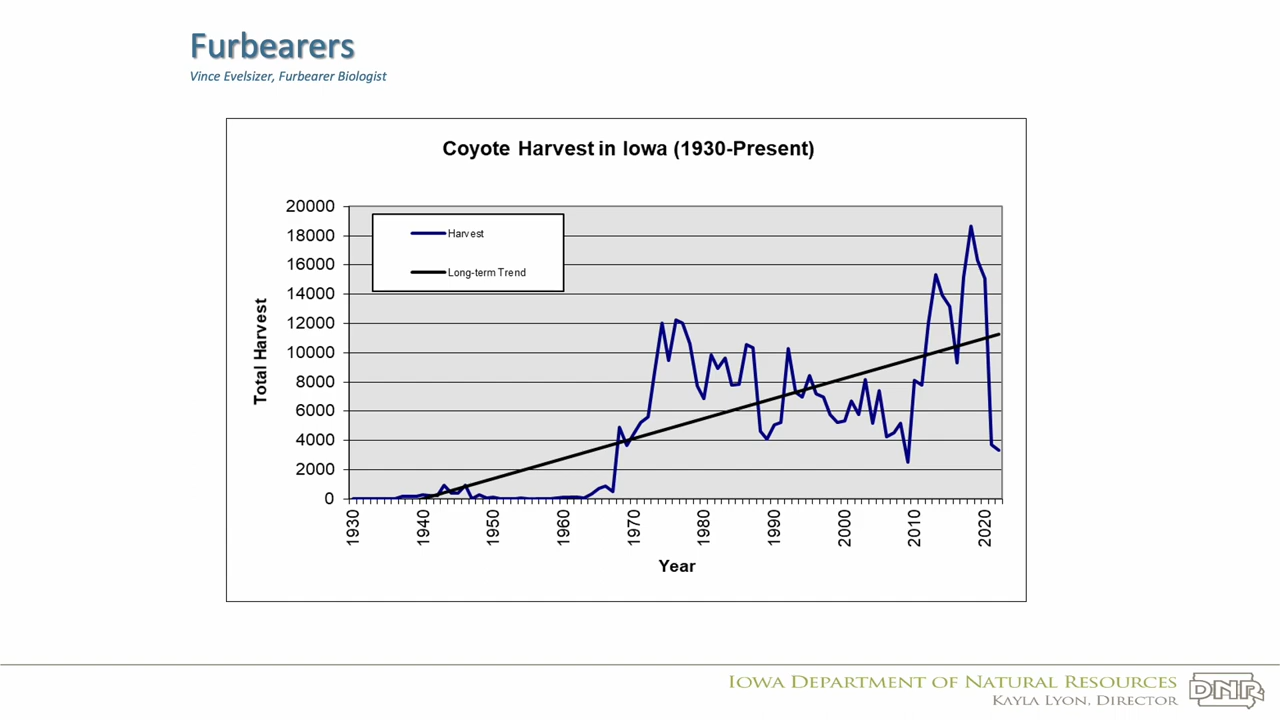 Furbearers
Vince Evelsizer, Furbearer Biologist
Coyote Harvest in Iowa (1930-Present)
20000
18000
16000
14000
12000
10000
8000
6000
4000
2000
0
Total Harvest
Harvest
Long-term Trend
1930
1940
1950
1960
1970
1980
1990
2000
2010
2020
Year
Iowa Department of Natural Resources
Kayla Lyon, Director
DNR